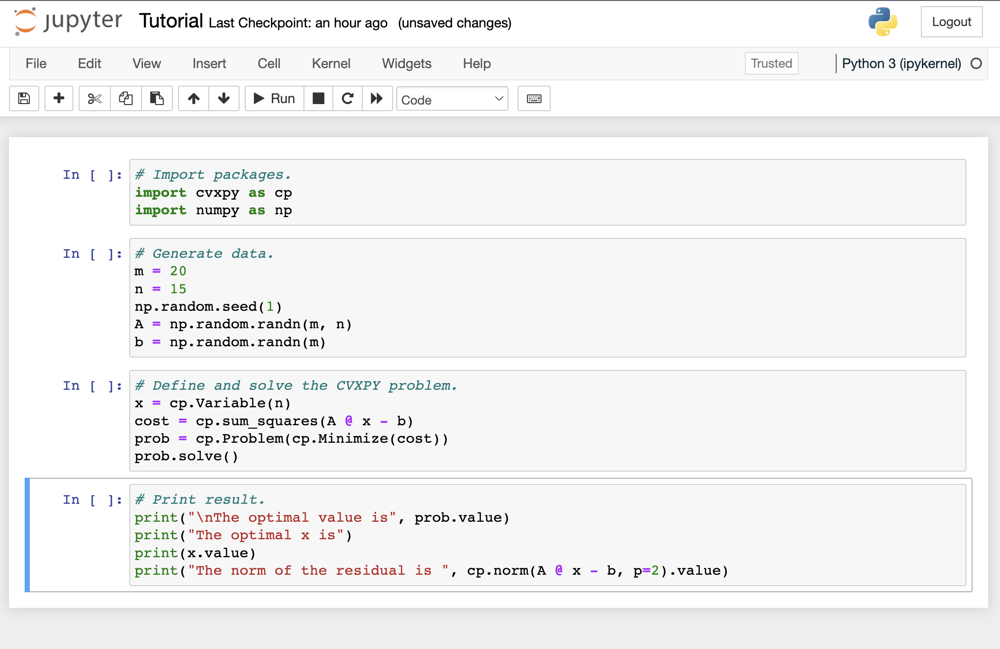 jupyter Tutorial Last Checkpoint: an hour ago (unsaved changes) Logout
File Edit View Insert Cell Kernel Widgets Help Trusted Python 3 (ipykernel)
Run Code
In [ ]: # Import packages.
import cvxpy as cp
import numpy as np
In [ ]: # Generate data.
m = 20
n = 15
np.random.seed(1)
A = np.random.randn(m, n)
b = np.random.randn(m)
In [ ]: # Define and solve the CVXPY problem.
x = cp.Variable(n)
cost = cp.sum_squares(A @ x - b)
prob = cp.Problem(cp.Minimize(cost))
prob.solve()
In [ ]: # Print result.
print("\nThe optimal value is", prob.value)
print("The optimal x is")
print(x.value)
print("The norm of the residual is ", cp.norm(A @ x - b, p=2).value)